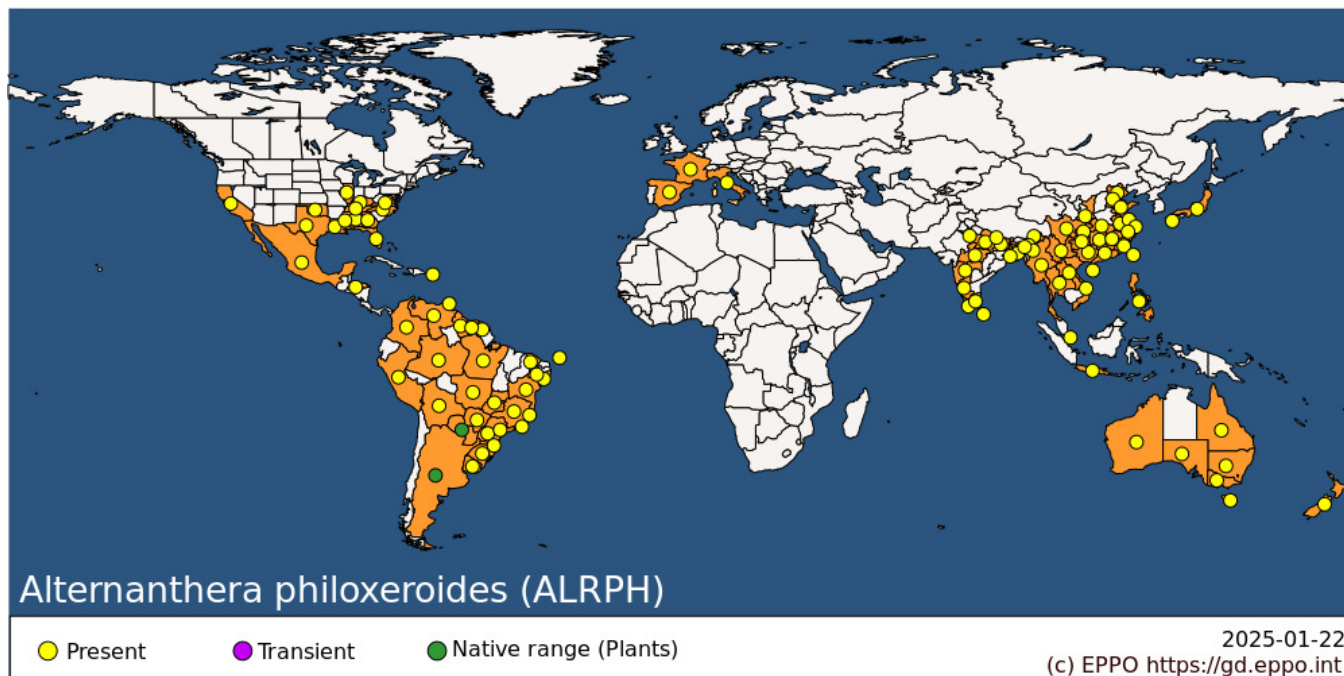 Alternanthera philoxeroides (ALRPH)
Present
Transient
Native range (Plants)
2025-01-22
(c) EPPO https://gd.eppo.int